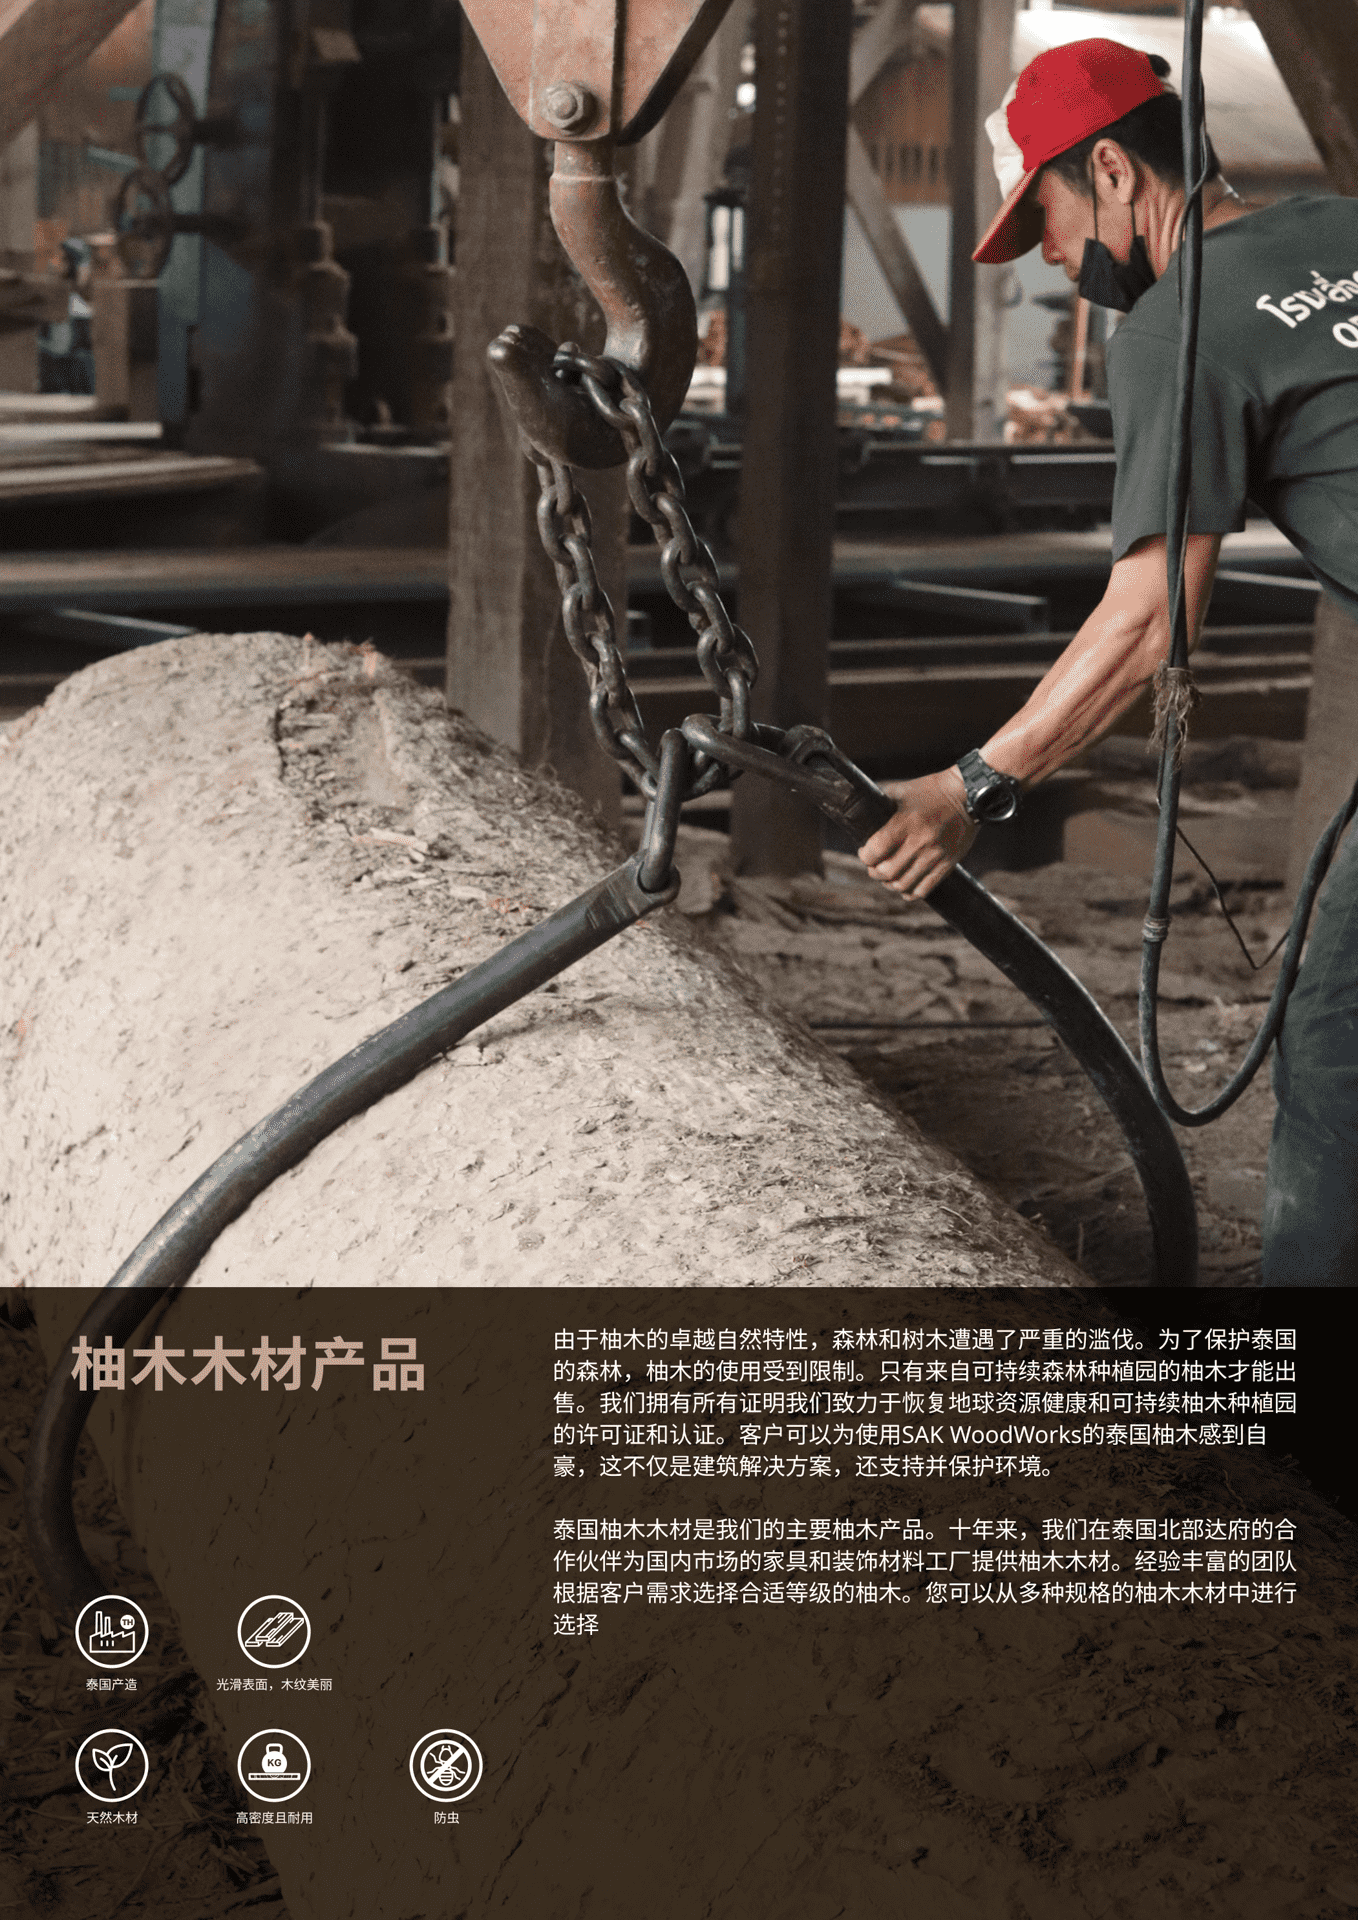 โรงเลื่
柚木木材产品
由于柚木的卓越自然特性，森林和树木遭遇了严重的滥伐。为了保护泰国
的森林，柚木的使用受到限制。只有来自可持续森林种植园的柚木才能出
售。我们拥有所有证明我们致力于恢复地球资源健康和可持续柚木种植园
的许可证和认证。客户可以为使用SAK WoodWorks的泰国柚木感到自
豪，这不仅是建筑解决方案，还支持并保护环境。
泰国柚木木材是我们的主要柚木产品。十年来，我们在泰国北部达府的合
作伙伴为国内市场的家具和装饰材料工厂提供柚木木材。经验丰富的团队
根据客户需求选择合适等级的柚木。您可以从多种规格的柚木木材中进行
选择
TH
泰国产造
光滑表面，木纹美丽
天然木材
KG
高密度且耐用
防虫